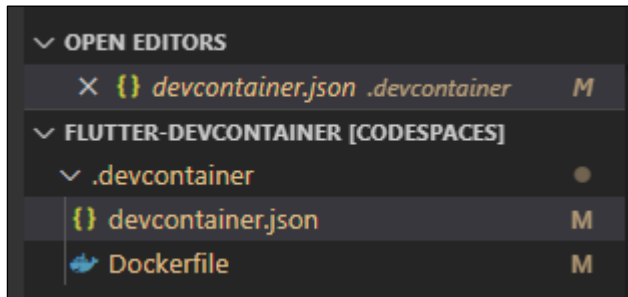 OPEN EDITORS
{} devcontainer.json .devcontainer M
FLUTTER-DEVCONTAINER [CODESPACES]
.devcontainer
{} devcontainer.json M
Dockerfile M